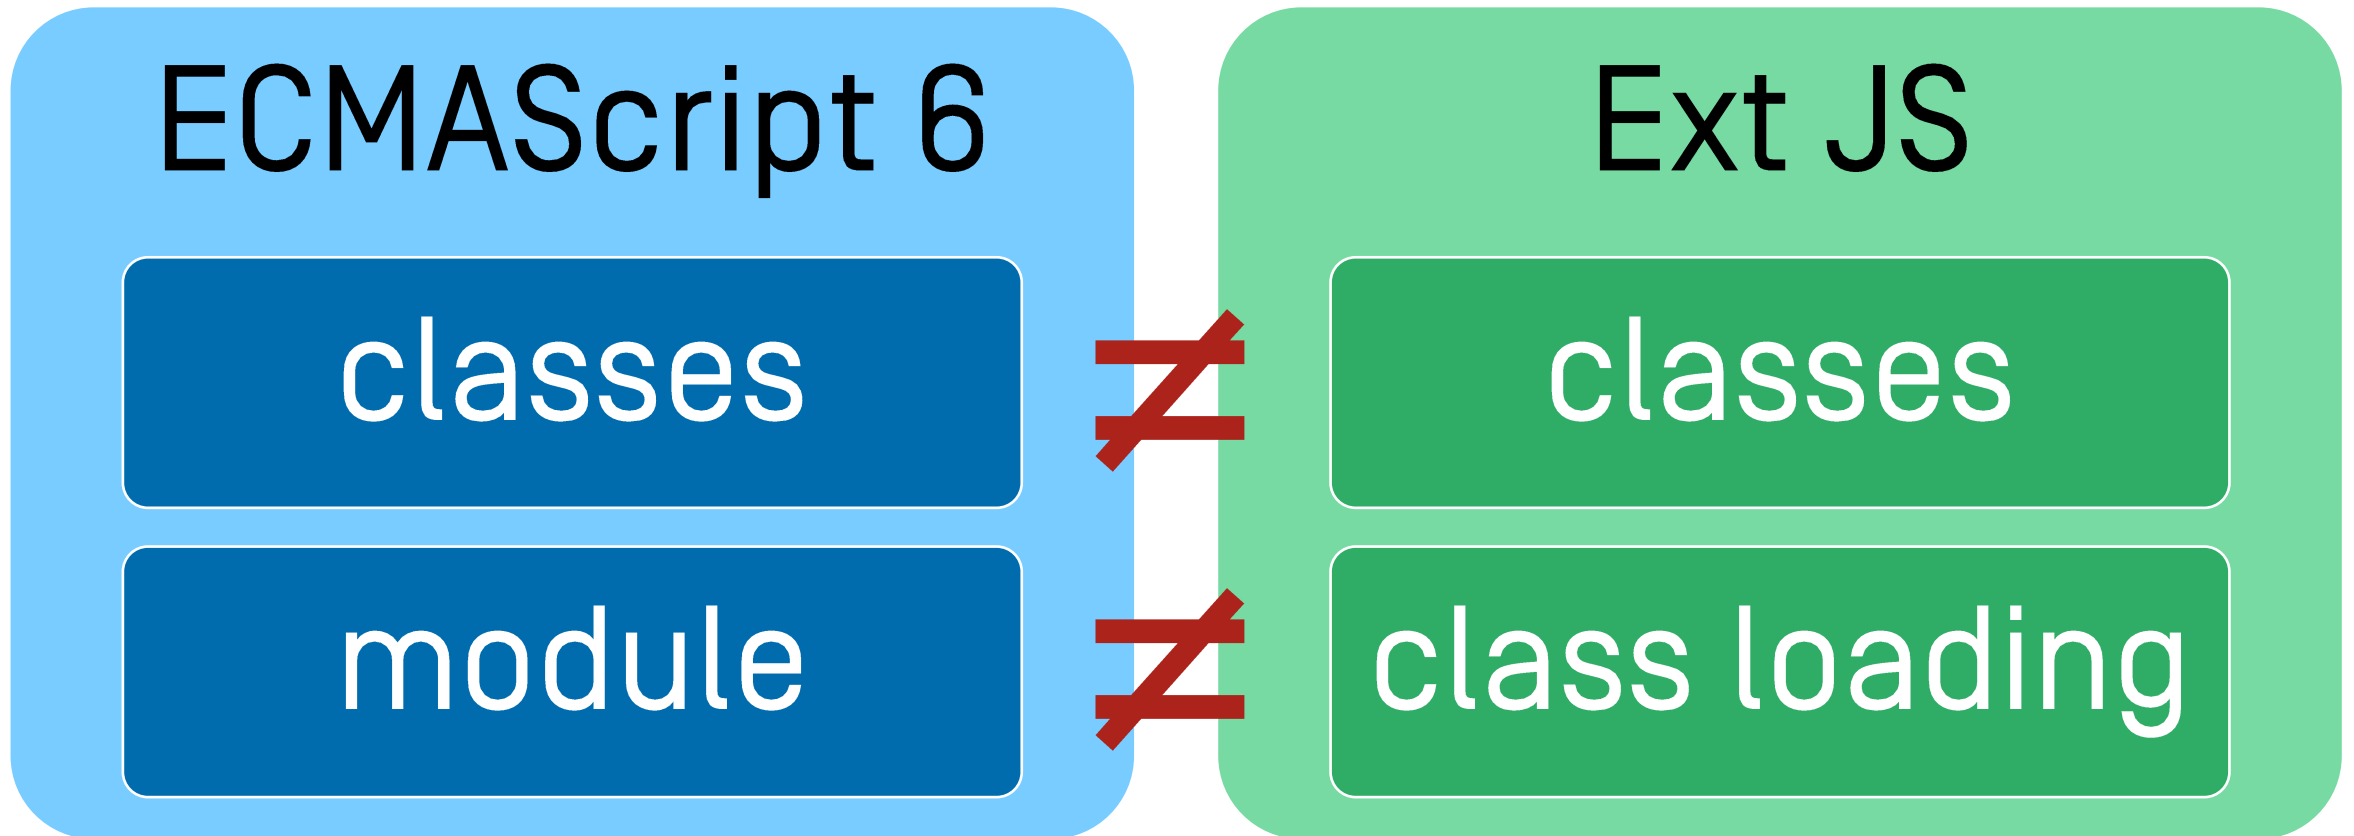 ECMAScript 6
classes
module
≠
≠
Ext JS
classes
class loading